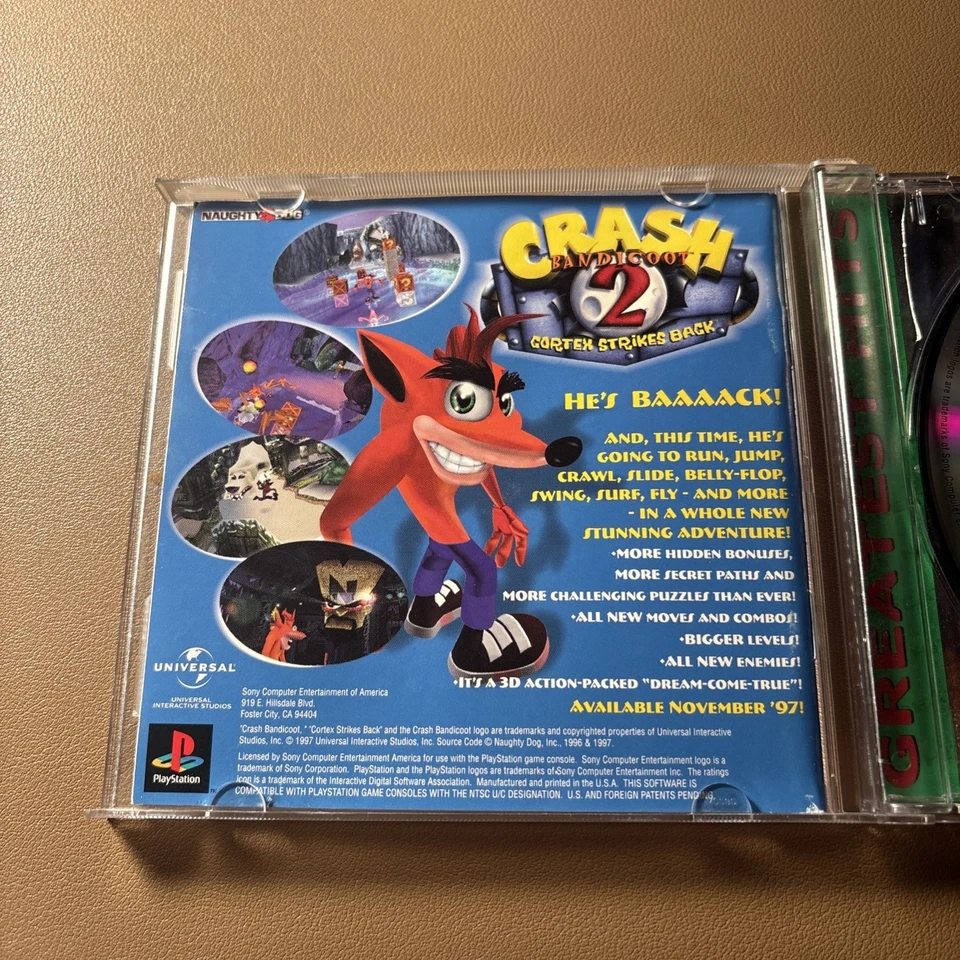 NAUGHTY DOG
CRASH
BANDICOOT
2
CORTEX STRIKES BACK
HE'S BAAAACK!
AND, THIS TIME, HE'S
GOING TO RUN, JUMP,
CRAWL, SLIDE, BELLY-FLOP,
SWING, SURF, FLY - AND MORE
- IN A WHOLE NEW
STUNNING ADVENTURE!
•MORE HIDDEN BONUSES,
MORE SECRET PATHS AND
MORE CHALLENGING PUZZLES THAN EVER!
•ALL NEW MOVES AND COMBOS!
•BIGGER LEVELS!
•ALL NEW ENEMIES!
•IT'S A 3D ACTION-PACKED "DREAM-COME-TRUE"!
AVAILABLE NOVEMBER '97!
UNIVERSAL
UNIVERSAL
INTERACTIVE STUDIOS
Sony Computer Entertainment of America
919 E. Hillsdale Blvd.
Foster City, CA 94404
"Crash Bandicoot, " "Cortex Strikes Back" and the Crash Bandicoot logo are trademarks and copyrighted properties of Universal Interactive
Studios, Inc. © 1997 Universal Interactive Studios, Inc. Source Code © Naughty Dog, Inc., 1996 & 1997.
Licensed by Sony Computer Entertainment America for use with the PlayStation game console. Sony Computer Entertainment logo is a
trademark of Sony Corporation. PlayStation and the PlayStation logos are trademarks of Sony Computer Entertainment Inc. The ratings
icon is a trademark of the Interactive Digital Software Association. Manufactured and printed in the U.S.A. THIS SOFTWARE IS
COMPATIBLE WITH PLAYSTATION GAME CONSOLES WITH THE NTSC U/C DESIGNATION. U.S. AND FOREIGN PATENTS PENDING.
PlayStation
TM
GREATEST HITS
are trademarks of Sony